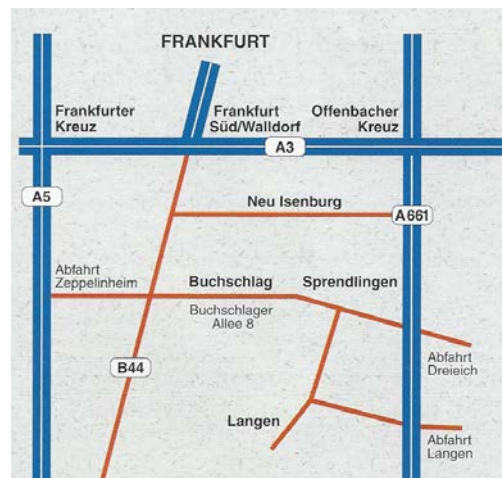 FRANKFURT
Frankfurter
Kreuz
Frankfurt
Süd/Walldorf
Offenbacher
Kreuz
A3
A5
Neu Isenburg
A661
Abfahrt
Zeppelinheim
Buchschlag
Sprendlingen
Buchschlager
Allee 8
B44
Abfahrt
Dreieich
Langen
Abfahrt
Langen